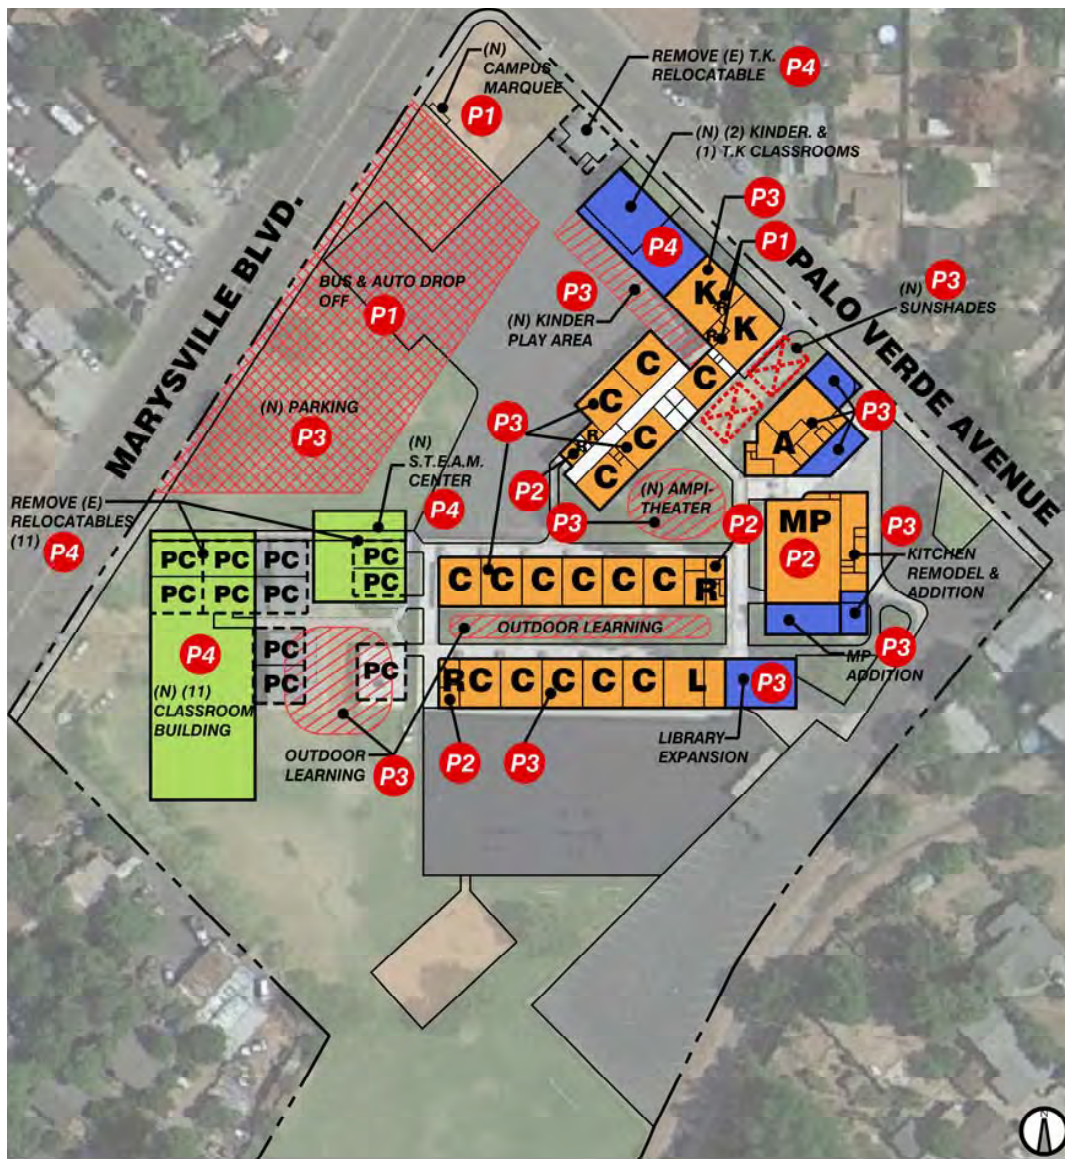 (N)
CAMPUS
MARQUEE
P1
REMOVE (E) T.K.
RELOCATABLE
P4
(N) (2) KINDER. &
(1) T.K CLASSROOMS
P3
P4
P1
MARYSVILLE BLVD.
PALO VERDE AVENUE
BUS & AUTO DROP
OFF
P1
P3
(N) KINDER
PLAY AREA
K
K
R
P3
(N)
SUNSHADES
C
C
C
C
C
R
(N) PARKING
P3
P3
A
P3
(N)
S.T.E.A.M.
CENTER
P4
P2
(N) AMPI-
THEATER
P3
P2
REMOVE (E)
RELOCATABLES
(11)
P4
MP
P2
P3
KITCHEN
REMODEL &
ADDITION
PC PC PC
PC PC PC
PC
PC
C C C C C C R
OUTDOOR LEARNING
PC
PC
PC
P4
(N) (11)
CLASSROOM
BUILDING
R C C C C C L
P3
MP
ADDITION
P3
OUTDOOR
LEARNING
P3
P2
P3
LIBRARY
EXPANSION
N